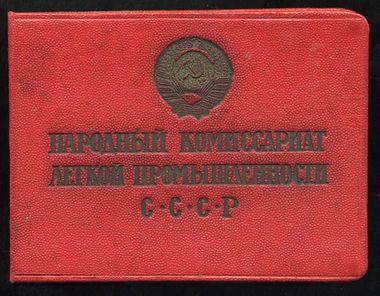 НАРОДНЫЙ КОМИССАРИАТ
ЛЕГКОЙ ПРОМЫШЛЕННОСТИ
С·С·С·Р